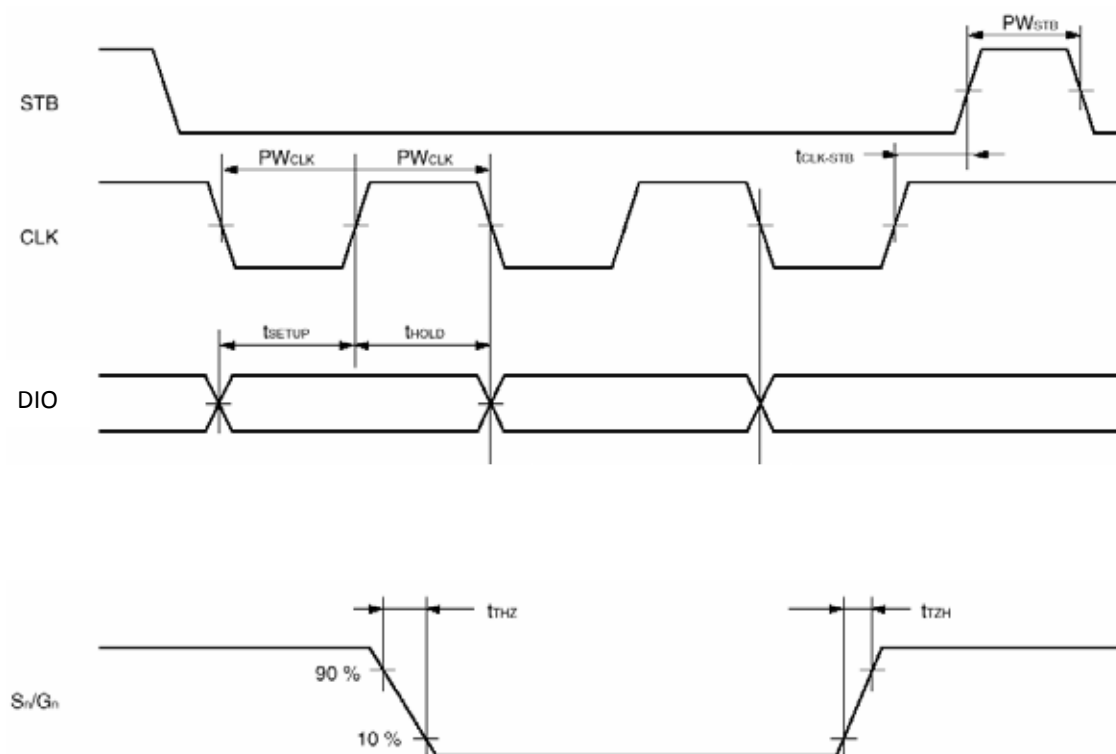 PWSTB
STB
tCLK-STB
PWCLK PWCLK
CLK
tSETUP tHOLD
DIO
tTHZ tTZH
90 %
Sn/Gn
10 %